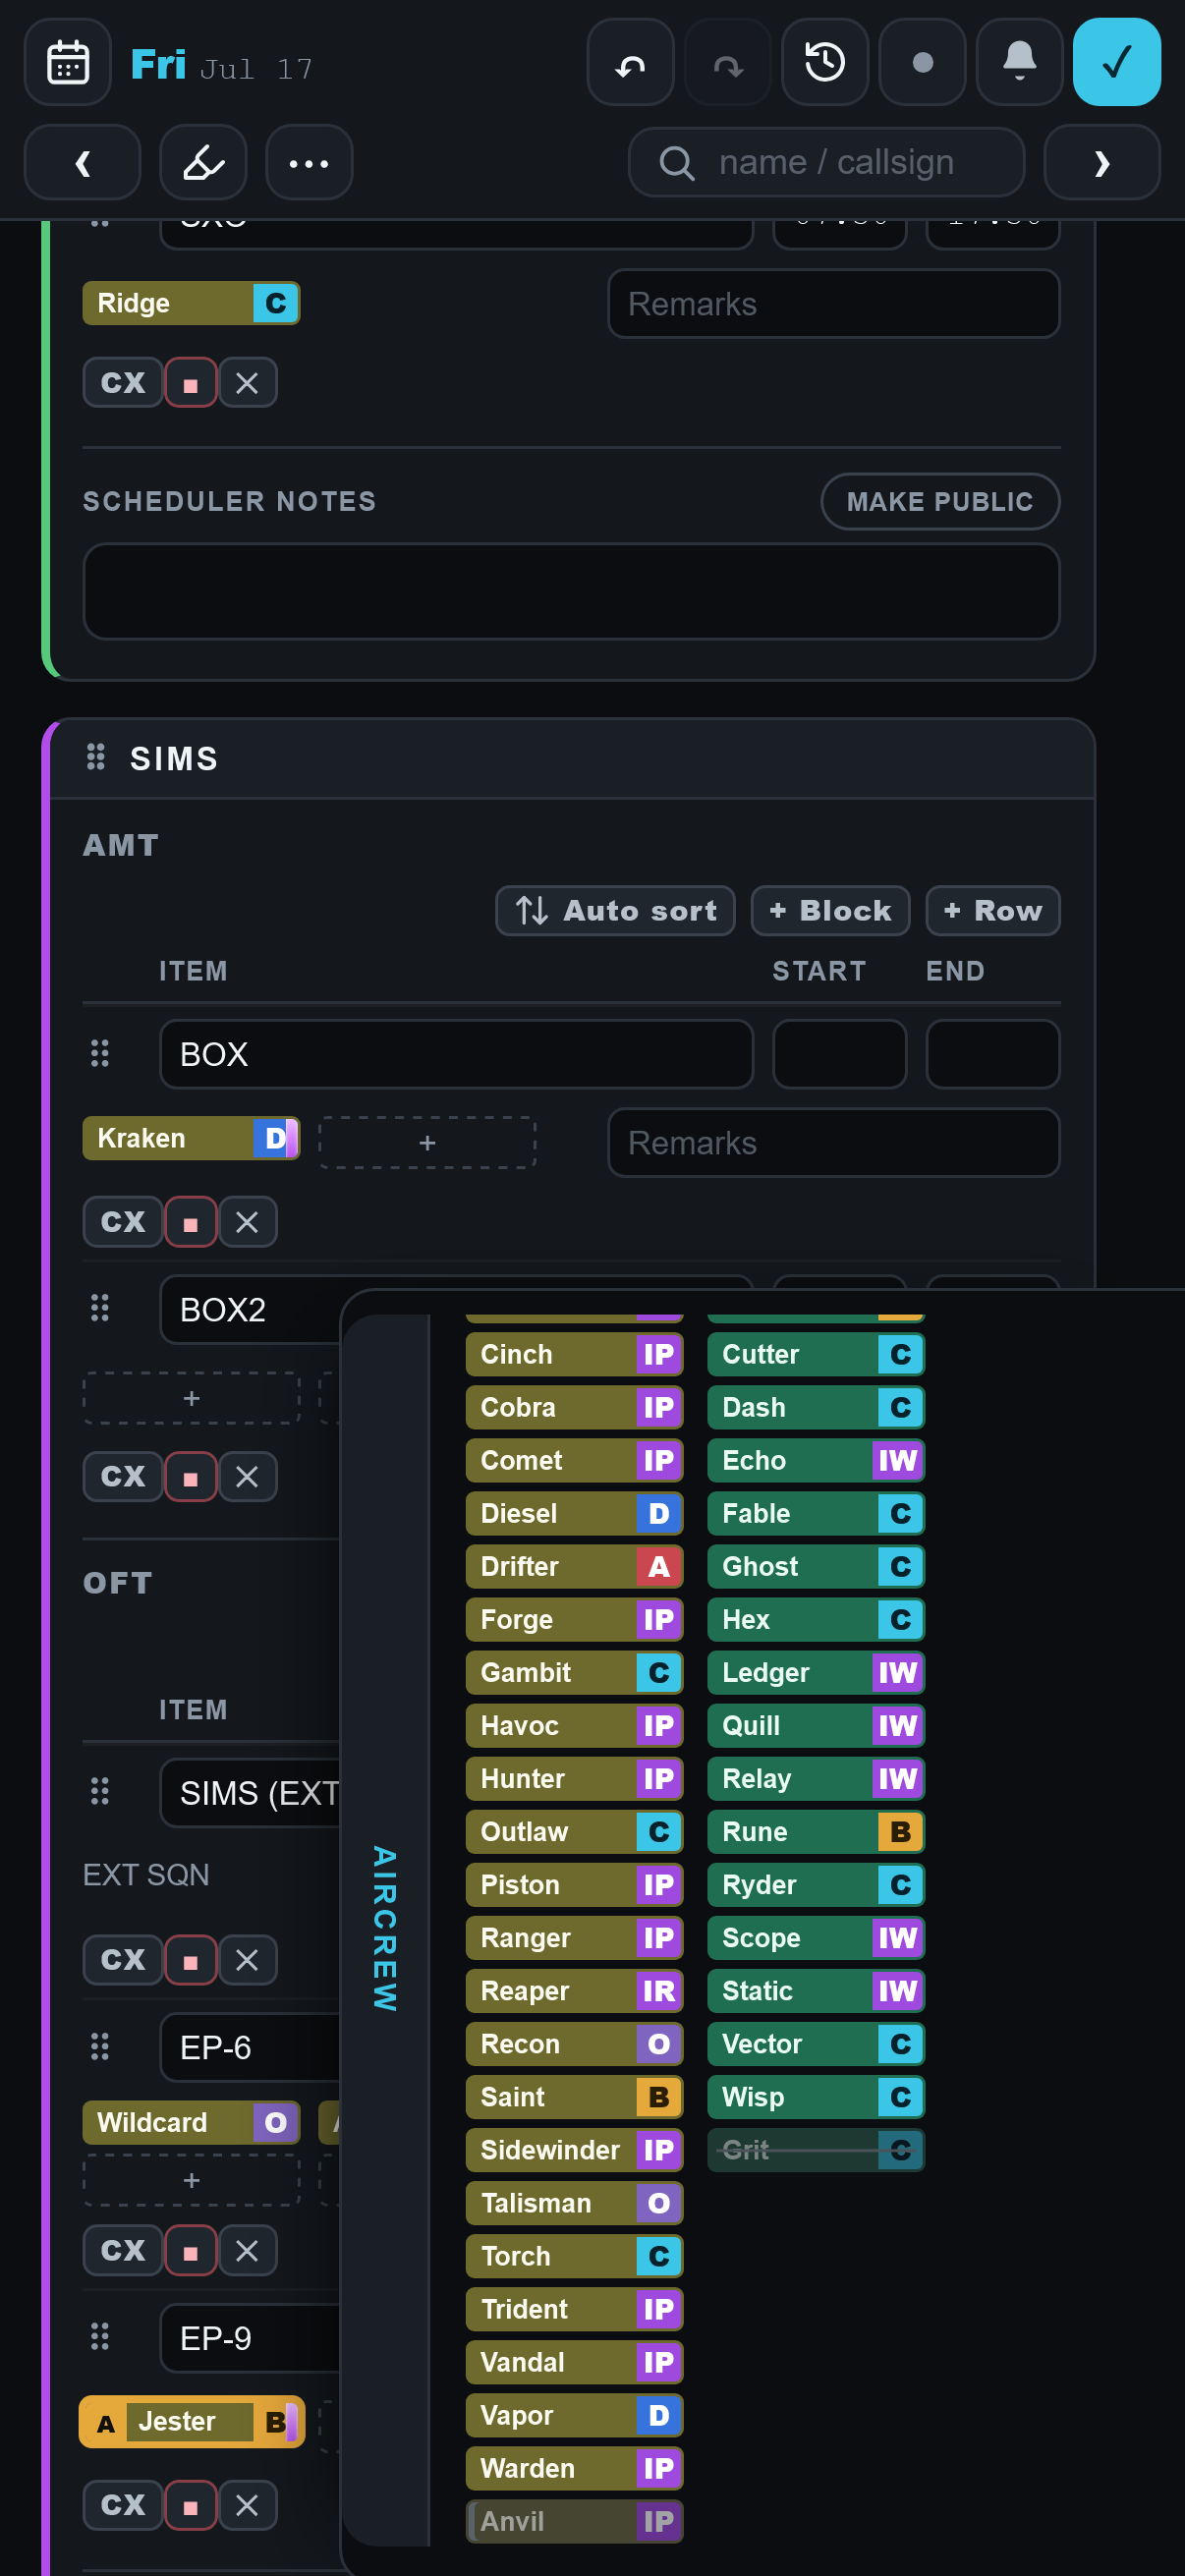 Fri Jul 17
name / callsign
Ridge C
Remarks
CX
SCHEDULER NOTES
MAKE PUBLIC
SIMS
AMT
Auto sort
+ Block
+ Row
ITEM START END
BOX
Kraken D
+
Remarks
CX
BOX2
+
CX
OFT
ITEM
SIMS (EXT
EXT SQN
CX
EP-6
Wildcard O
+
CX
EP-9
A Jester B
CX
AIRCREW
Cinch IP
Cobra IP
Comet IP
Diesel D
Drifter A
Forge IP
Gambit C
Havoc IP
Hunter IP
Outlaw C
Piston IP
Ranger IP
Reaper IR
Recon O
Saint B
Sidewinder IP
Talisman O
Torch C
Trident IP
Vandal IP
Vapor D
Warden IP
Anvil IP
Cutter C
Dash C
Echo IW
Fable C
Ghost C
Hex C
Ledger IW
Quill IW
Relay IW
Rune B
Ryder C
Scope IW
Static IW
Vector C
Wisp C
Grit C